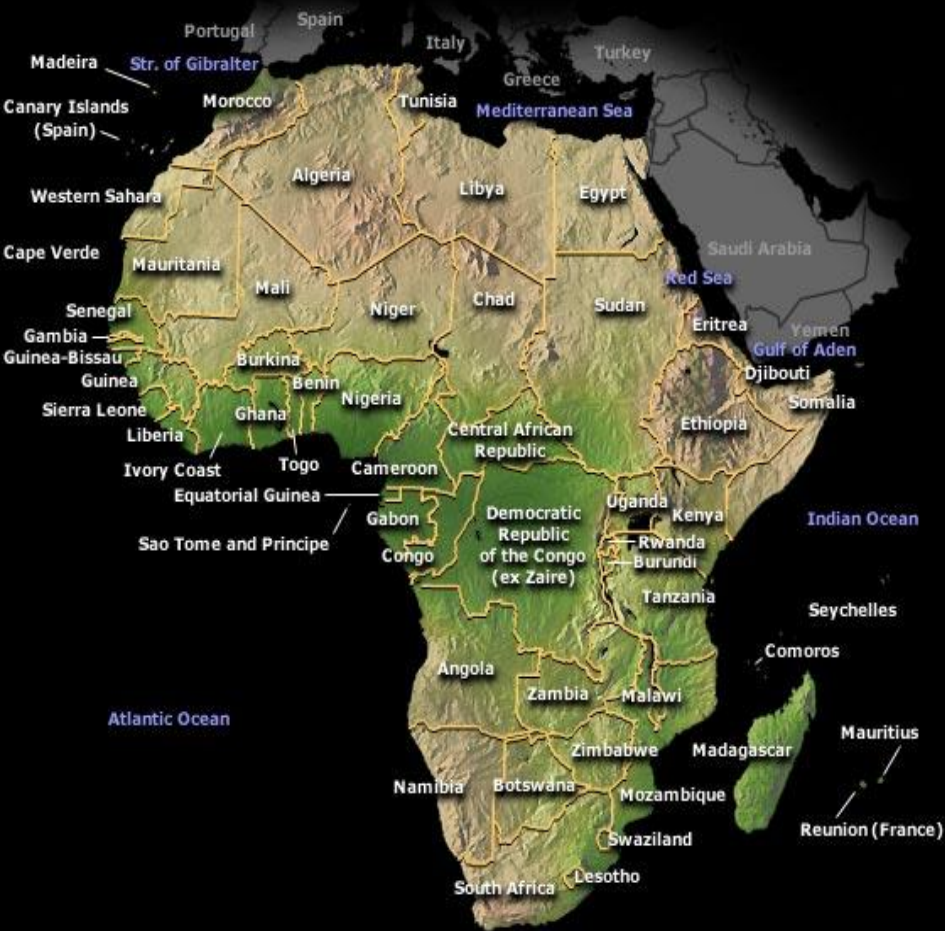 Spain
Portugal
Italy
Turkey
Madeira
Str. of Gibralter
Greece
Morocco
Tunisia
Canary Islands
(Spain)
Mediterranean Sea
Algeria
Libya
Egypt
Western Sahara
Cape Verde
Saudi Arabia
Mauritania
Red Sea
Mali
Chad
Niger
Sudan
Senegal
Eritrea
Yemen
Gambia
Gulf of Aden
Guinea-Bissau
Burkina
Djibouti
Guinea
Benin
Nigeria
Somalia
Sierra Leone
Ghana
Ethiopia
Central African
Republic
Liberia
Ivory Coast
Togo
Cameroon
Equatorial Guinea
Uganda
Gabon
Democratic
Republic
of the Congo
(ex Zaire)
Kenya
Indian Ocean
Sao Tome and Principe
Rwanda
Congo
Burundi
Tanzania
Seychelles
Comoros
Angola
Zambia
Malawi
Atlantic Ocean
Mauritius
Zimbabwe
Madagascar
Namibia
Botswana
Mozambique
Reunion (France)
Swaziland
Lesotho
South Africa